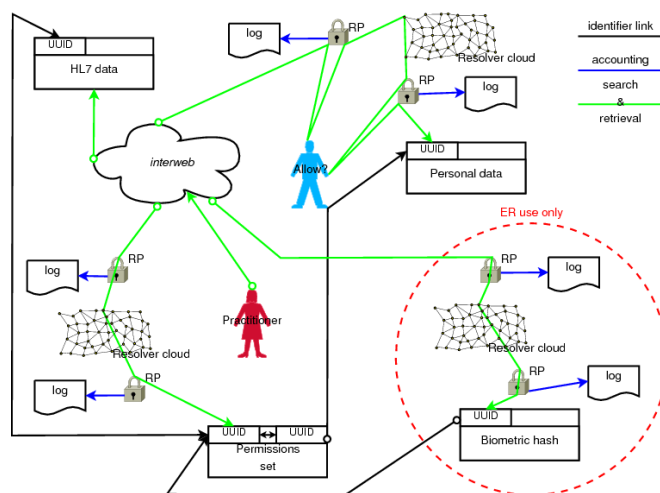 RP
log
identifier link
UUID
Resolver cloud
accounting
HL7 data
search
RP
log
&
retrieval
UUID
interweb
Allow?
Personal data
ER use only
RP
log
RP
log
Practitioner
Resolver cloud
Resolver cloud
RP
log
RP
log
UUID
UUID
UUID
Permissions
set
Biometric hash